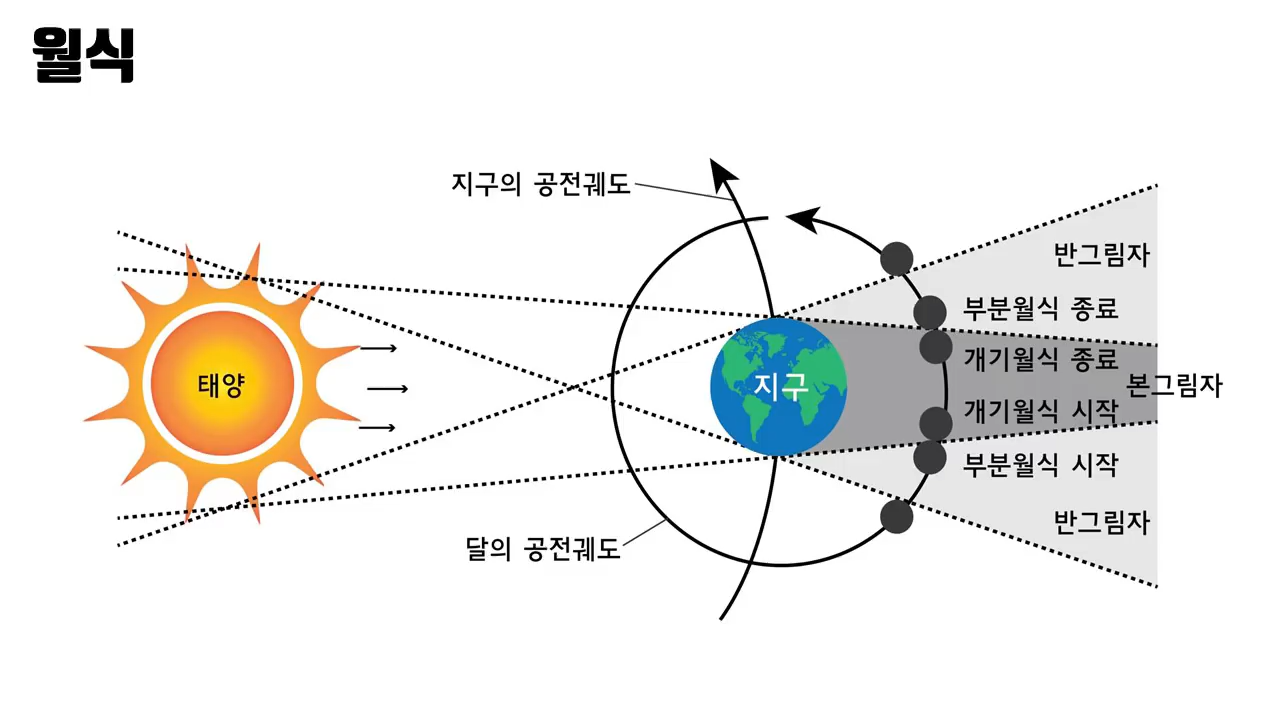 월식
지구의 공전궤도
반그림자
부분월식 종료
개기월식 종료
태양
지구
본그림자
개기월식 시작
부분월식 시작
반그림자
달의 공전궤도